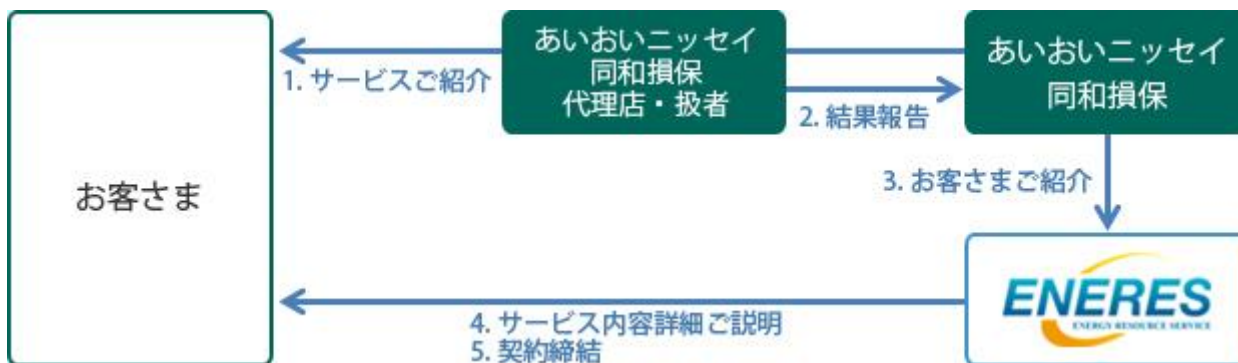 お客さま
1. サービスご紹介
あいおいニッセイ
同和損保
代理店・扱者
2. 結果報告
あいおいニッセイ
同和損保
3. お客さまご紹介
ENERES
ENERGY RESOURCE SERVICE
4. サービス内容詳細ご説明
5. 契約締結